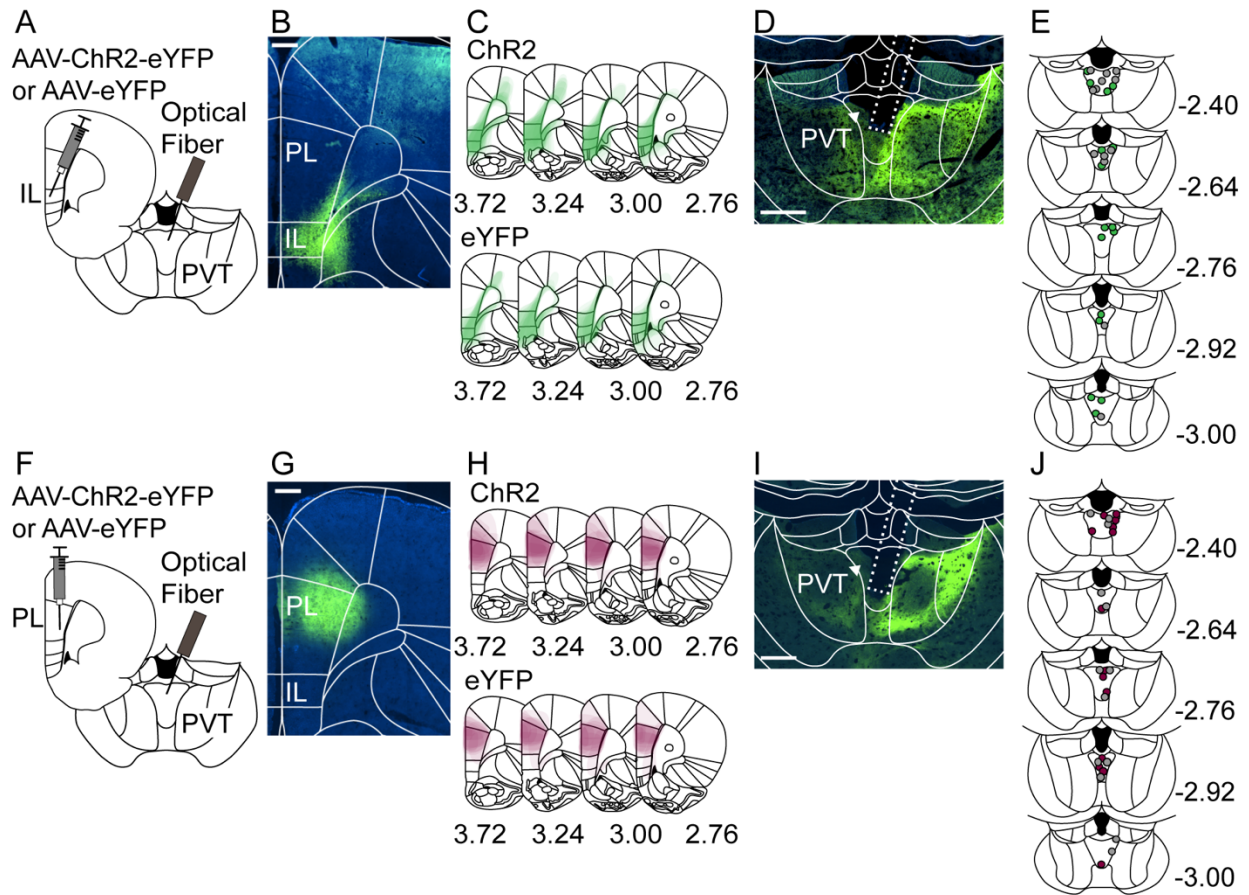 A
AAV-ChR2-eYFP
or AAV-eYFP
Optical
Fiber
IL
PVT
B
PL
IL
C
ChR2
3.72 3.24 3.00 2.76
eYFP
3.72 3.24 3.00 2.76
D
PVT
E
-2.40
-2.64
-2.76
-2.92
-3.00
F
AAV-ChR2-eYFP
or AAV-eYFP
Optical
Fiber
PL
PVT
G
PL
IL
H
ChR2
3.72 3.24 3.00 2.76
eYFP
3.72 3.24 3.00 2.76
I
PVT
J
-2.40
-2.64
-2.76
-2.92
-3.00